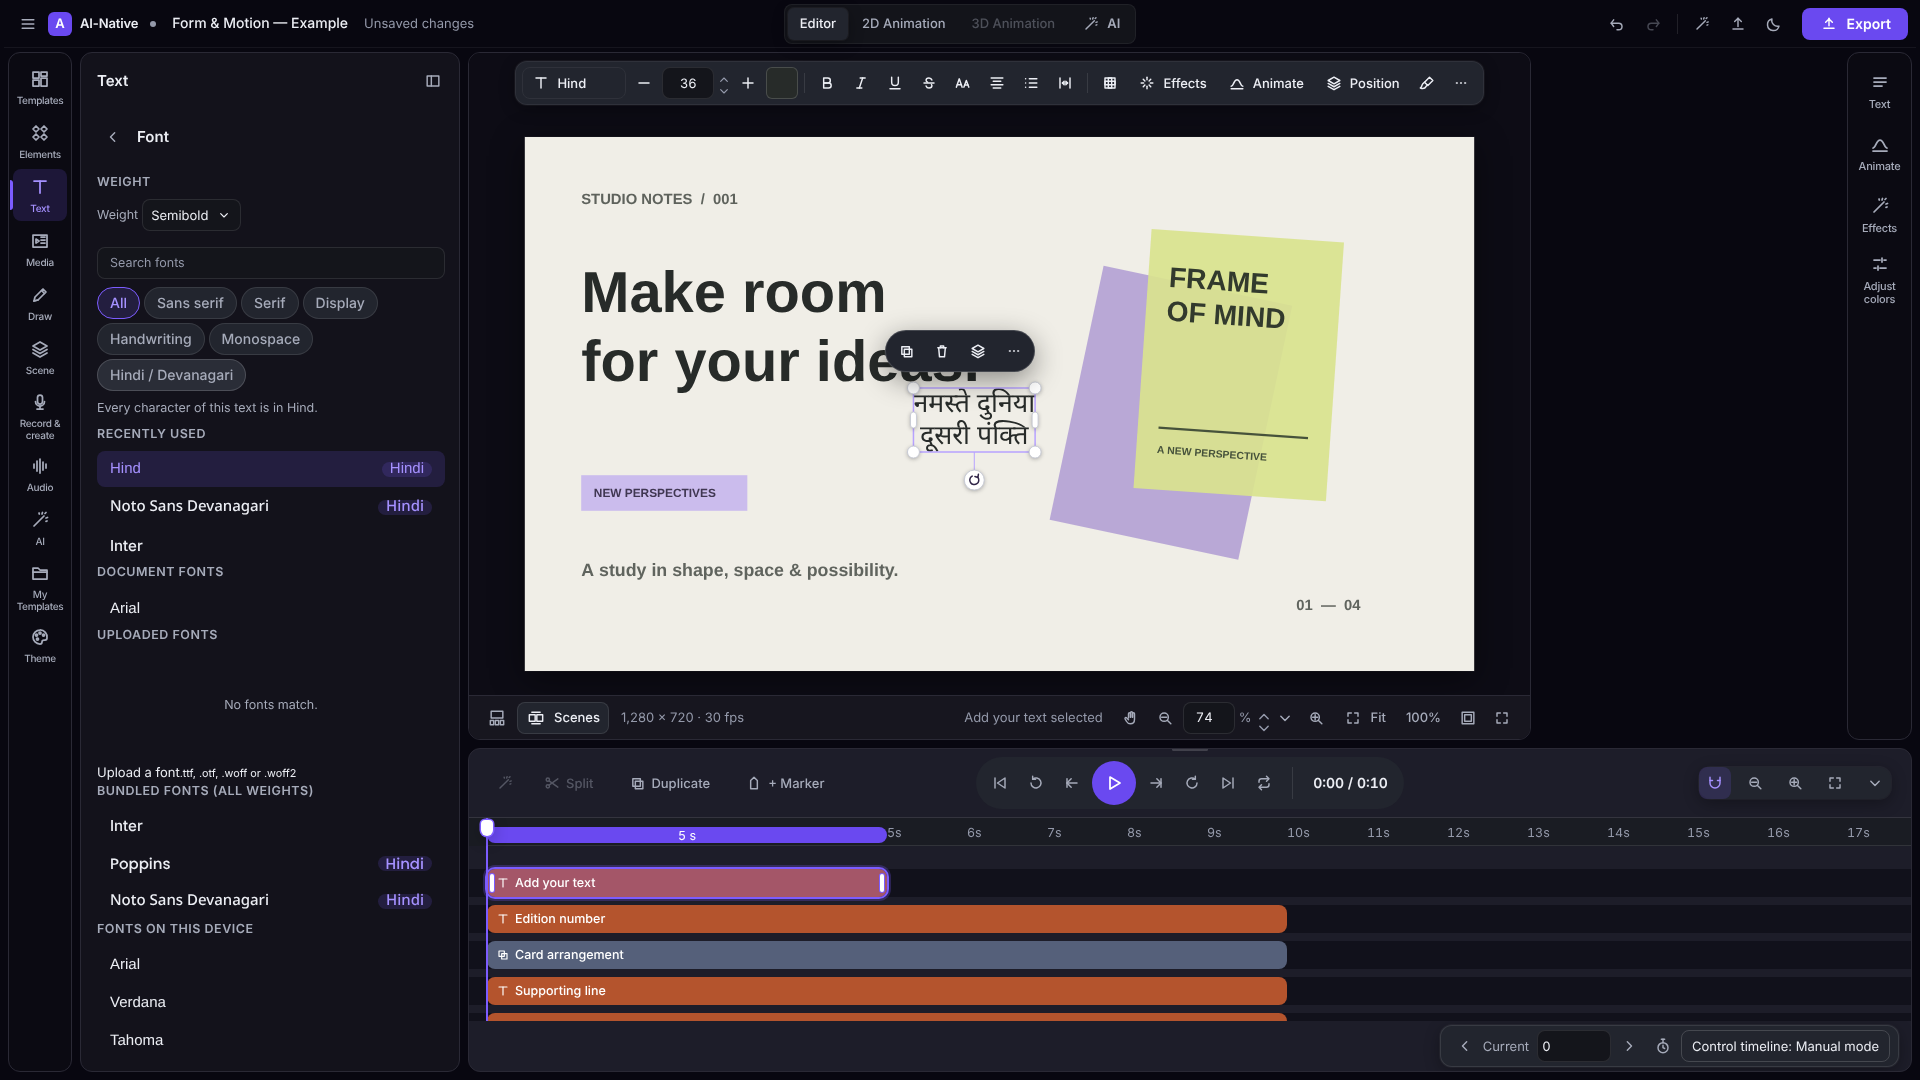 AI-Native
Form & Motion — Example
Unsaved changes
Editor
2D Animation
3D Animation
AI
Export
Templates
Elements
Text
Media
Draw
Scene
Record & create
Audio
AI
My Templates
Theme
Text
Font
WEIGHT
Weight Semibold
Search fonts
All Sans serif Serif Display
Handwriting Monospace
Hindi / Devanagari
Every character of this text is in Hind.
RECENTLY USED
Hind Hindi
Noto Sans Devanagari Hindi
Inter
DOCUMENT FONTS
Arial
UPLOADED FONTS
No fonts match.
Upload a font .ttf, .otf, .woff or .woff2
BUNDLED FONTS (ALL WEIGHTS)
Inter
Poppins Hindi
Noto Sans Devanagari Hindi
FONTS ON THIS DEVICE
Arial
Verdana
Tahoma
Hind 36 Effects Animate Position
STUDIO NOTES / 001
Make room
for your ideas.
नमस्ते दुनिया
दूसरी पंक्ति
NEW PERSPECTIVES
A study in shape, space & possibility.
FRAME
OF MIND
A NEW PERSPECTIVE
01 — 04
Scenes 1,280 × 720 · 30 fps Add your text selected 74 % Fit 100%
Text
Animate
Effects
Adjust colors
Split Duplicate + Marker 0:00 / 0:10
5 s 5s 6s 7s 8s 9s 10s 11s 12s 13s 14s 15s 16s 17s
Add your text
Edition number
Card arrangement
Supporting line
Current 0 Control timeline: Manual mode